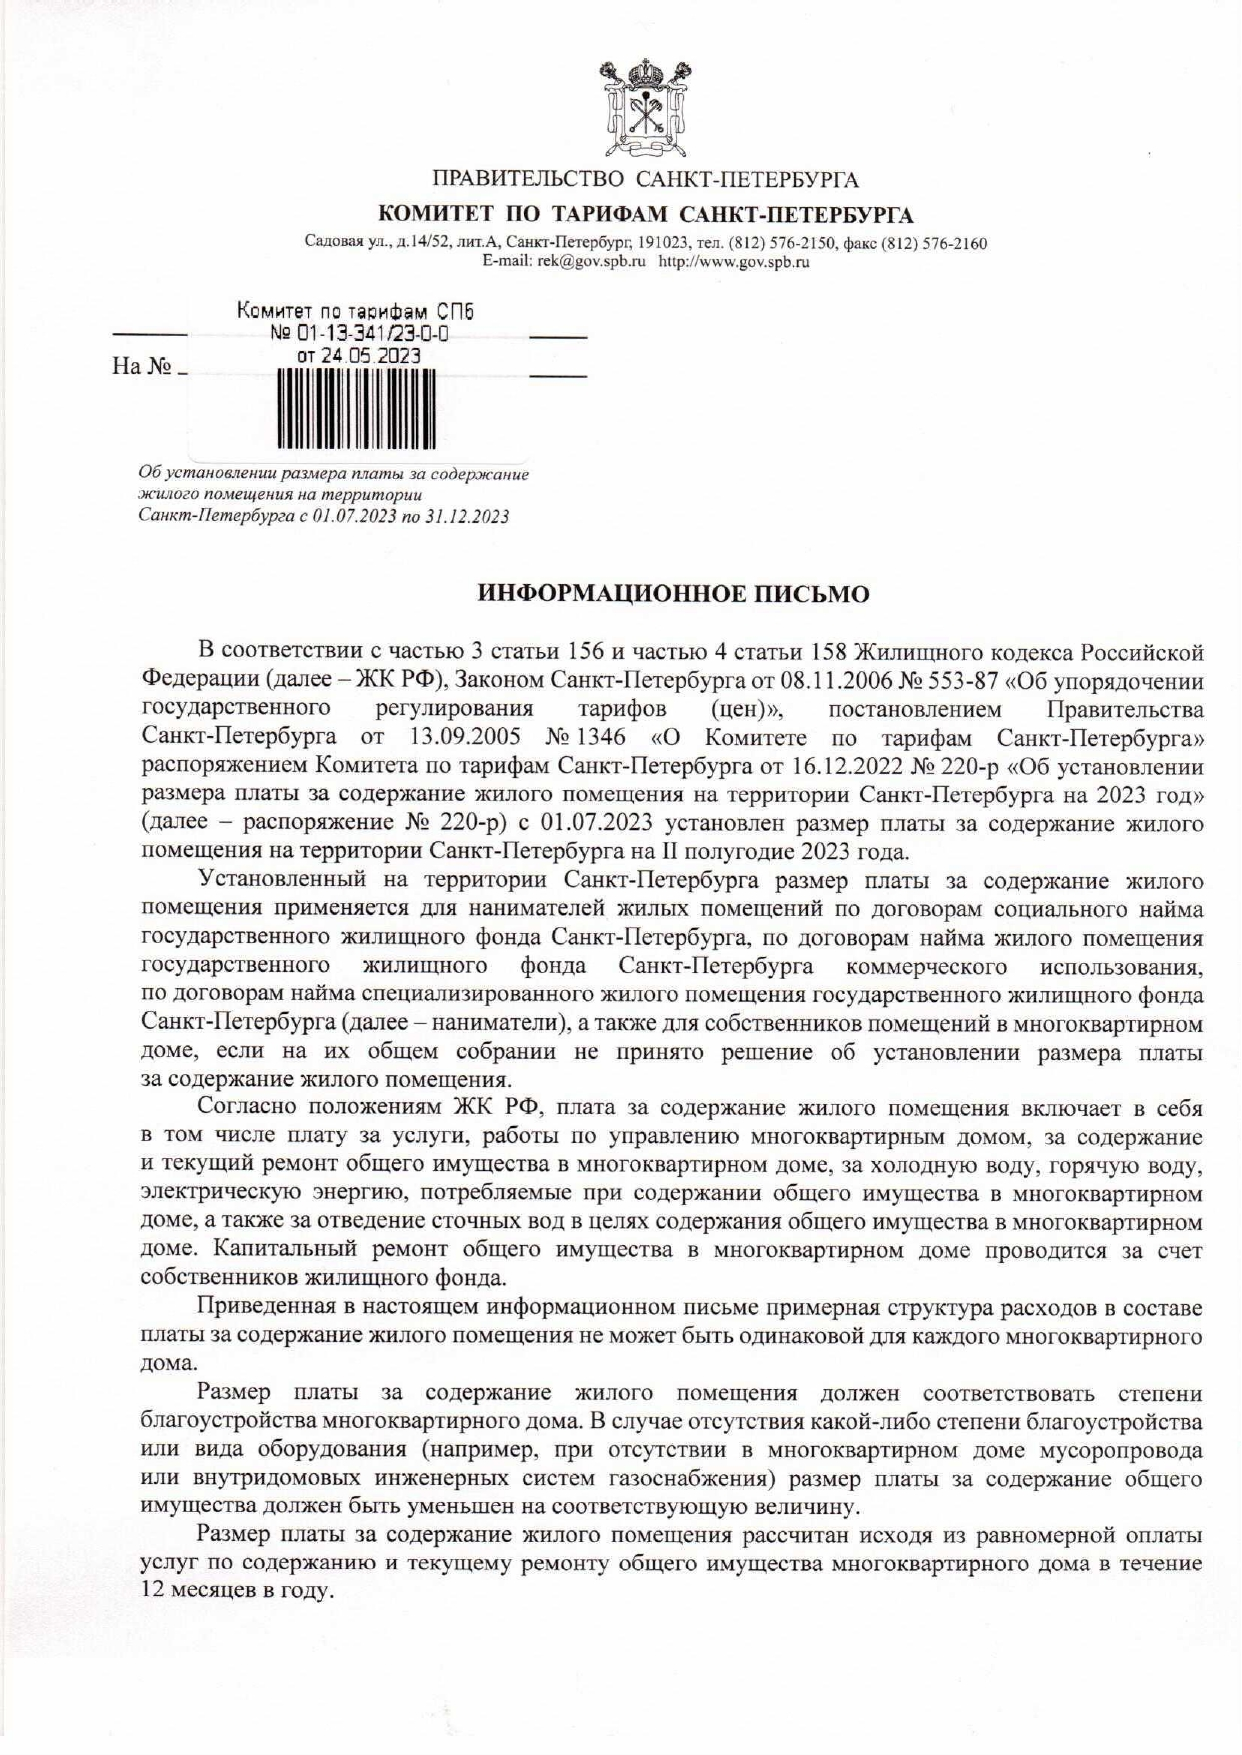 ПРАВИТЕЛЬСТВО САНКТ-ПЕТЕРБУРГА
КОМИТЕТ ПО ТАРИФАМ САНКТ-ПЕТЕРБУРГА
Садовая ул., д.14/52, лит.А, Санкт-Петербург, 191023, тел. (812) 576-2150, факс (812) 576-2160
E-mail: rek@gov.spb.ru http://www.gov.spb.ru
Комитет по тарифам СПб
№ 01-13-341/23-0-0
от 24.05.2023
На №
Об установлении размера платы за содержание
жилого помещения на территории
Санкт-Петербурга с 01.07.2023 по 31.12.2023
ИНФОРМАЦИОННОЕ ПИСЬМО
В соответствии с частью 3 статьи 156 и частью 4 статьи 158 Жилищного кодекса Российской
Федерации (далее – ЖК РФ), Законом Санкт-Петербурга от 08.11.2006 № 553-87 «Об упорядочении
государственного регулирования тарифов (цен)», постановлением Правительства
Санкт-Петербурга от 13.09.2005 № 1346 «О Комитете по тарифам Санкт-Петербурга»
распоряжением Комитета по тарифам Санкт-Петербурга от 16.12.2022 № 220-р «Об установлении
размера платы за содержание жилого помещения на территории Санкт-Петербурга на 2023 год»
(далее – распоряжение № 220-р) с 01.07.2023 установлен размер платы за содержание жилого
помещения на территории Санкт-Петербурга на II полугодие 2023 года.
Установленный на территории Санкт-Петербурга размер платы за содержание жилого
помещения применяется для нанимателей жилых помещений по договорам социального найма
государственного жилищного фонда Санкт-Петербурга, по договорам найма жилого помещения
государственного жилищного фонда Санкт-Петербурга коммерческого использования,
по договорам найма специализированного жилого помещения государственного жилищного фонда
Санкт-Петербурга (далее – наниматели), а также для собственников помещений в многоквартирном
доме, если на их общем собрании не принято решение об установлении размера платы
за содержание жилого помещения.
Согласно положениям ЖК РФ, плата за содержание жилого помещения включает в себя
в том числе плату за услуги, работы по управлению многоквартирным домом, за содержание
и текущий ремонт общего имущества в многоквартирном доме, за холодную воду, горячую воду,
электрическую энергию, потребляемые при содержании общего имущества в многоквартирном
доме, а также за отведение сточных вод в целях содержания общего имущества в многоквартирном
доме. Капитальный ремонт общего имущества в многоквартирном доме проводится за счет
собственников жилищного фонда.
Приведенная в настоящем информационном письме примерная структура расходов в составе
платы за содержание жилого помещения не может быть одинаковой для каждого многоквартирного
дома.
Размер платы за содержание жилого помещения должен соответствовать степени
благоустройства многоквартирного дома. В случае отсутствия какой-либо степени благоустройства
или вида оборудования (например, при отсутствии в многоквартирном доме мусоропровода
или внутридомовых инженерных систем газоснабжения) размер платы за содержание общего
имущества должен быть уменьшен на соответствующую величину.
Размер платы за содержание жилого помещения рассчитан исходя из равномерной оплаты
услуг по содержанию и текущему ремонту общего имущества многоквартирного дома в течение
12 месяцев в году.